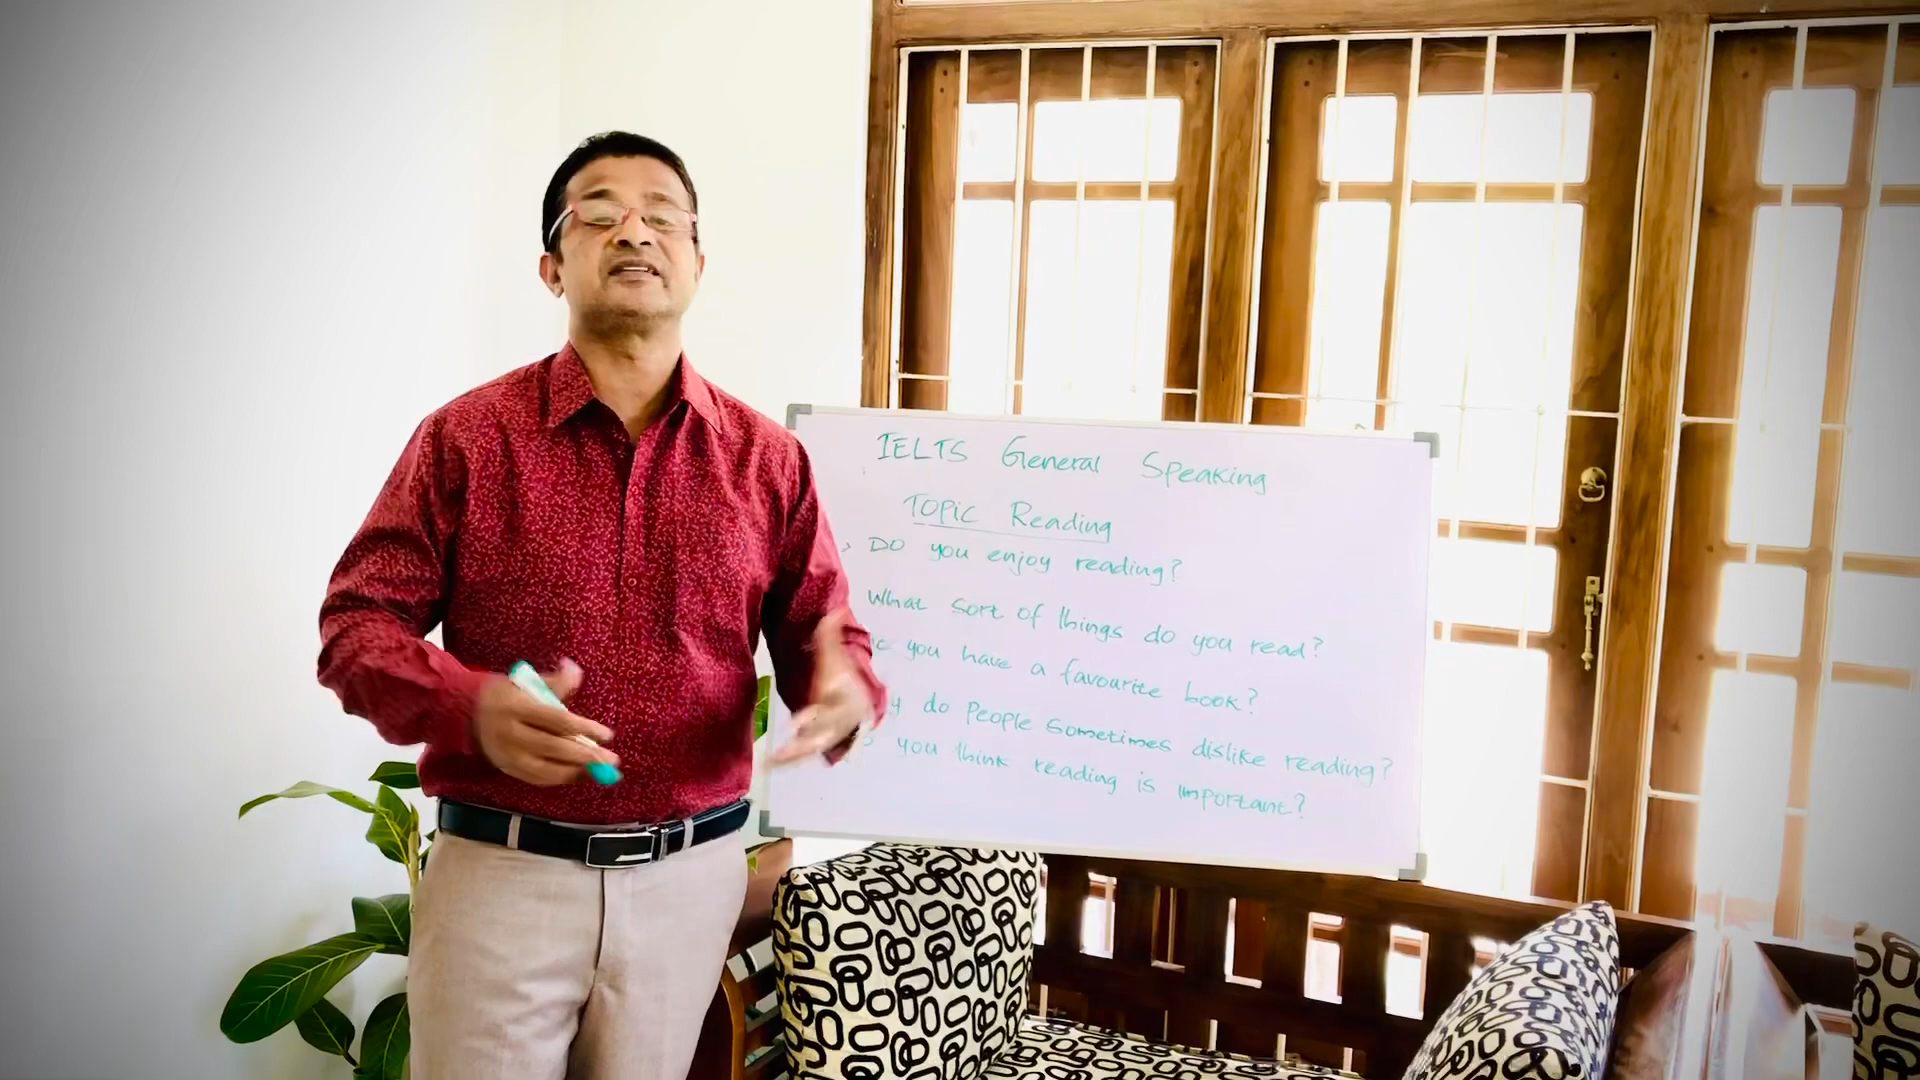 IELTS General Speaking
Topic Reading
Do you enjoy reading?
What sort of things do you read?
you have a favourite book?
do people sometimes dislike reading?
you think reading is important?